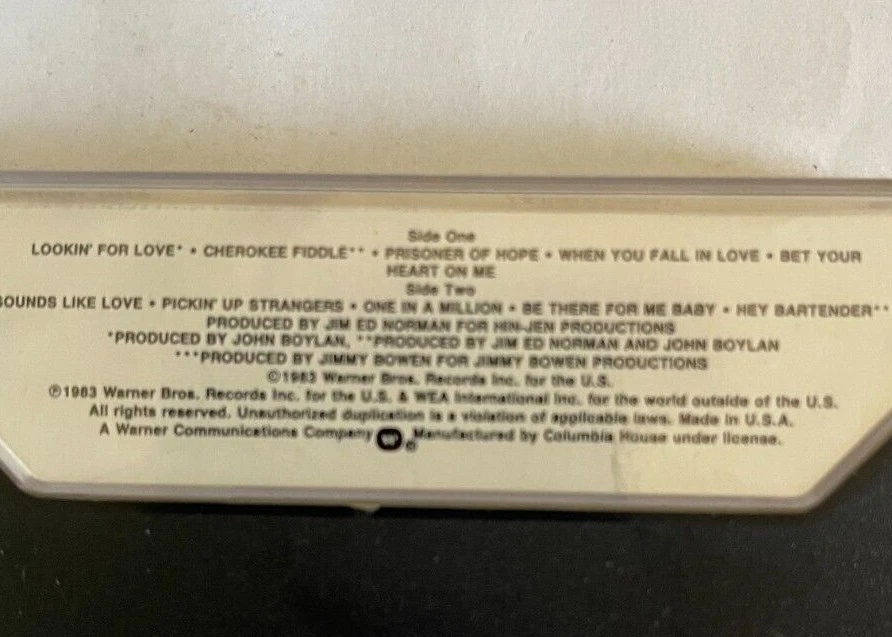 Side One
LOOKIN' FOR LOVE* • CHEROKEE FIDDLE** • PRISONER OF HOPE • WHEN YOU FALL IN LOVE • BET YOUR
HEART ON ME
Side Two
SOUNDS LIKE LOVE • PICKIN' UP STRANGERS • ONE IN A MILLION • BE THERE FOR ME BABY • HEY BARTENDER**
PRODUCED BY JIM ED NORMAN FOR HIN-JEN PRODUCTIONS
*PRODUCED BY JOHN BOYLAN, **PRODUCED BY JIM ED NORMAN AND JOHN BOYLAN
***PRODUCED BY JIMMY BOWEN FOR JIMMY BOWEN PRODUCTIONS
©1983 Warner Bros. Records Inc. for the U.S.
℗1983 Warner Bros. Records Inc. for the U.S. & WEA International Inc. for the world outside of the U.S.
All rights reserved. Unauthorized duplication is a violation of applicable laws. Made in U.S.A.
A Warner Communications Company Manufactured by Columbia House under license.